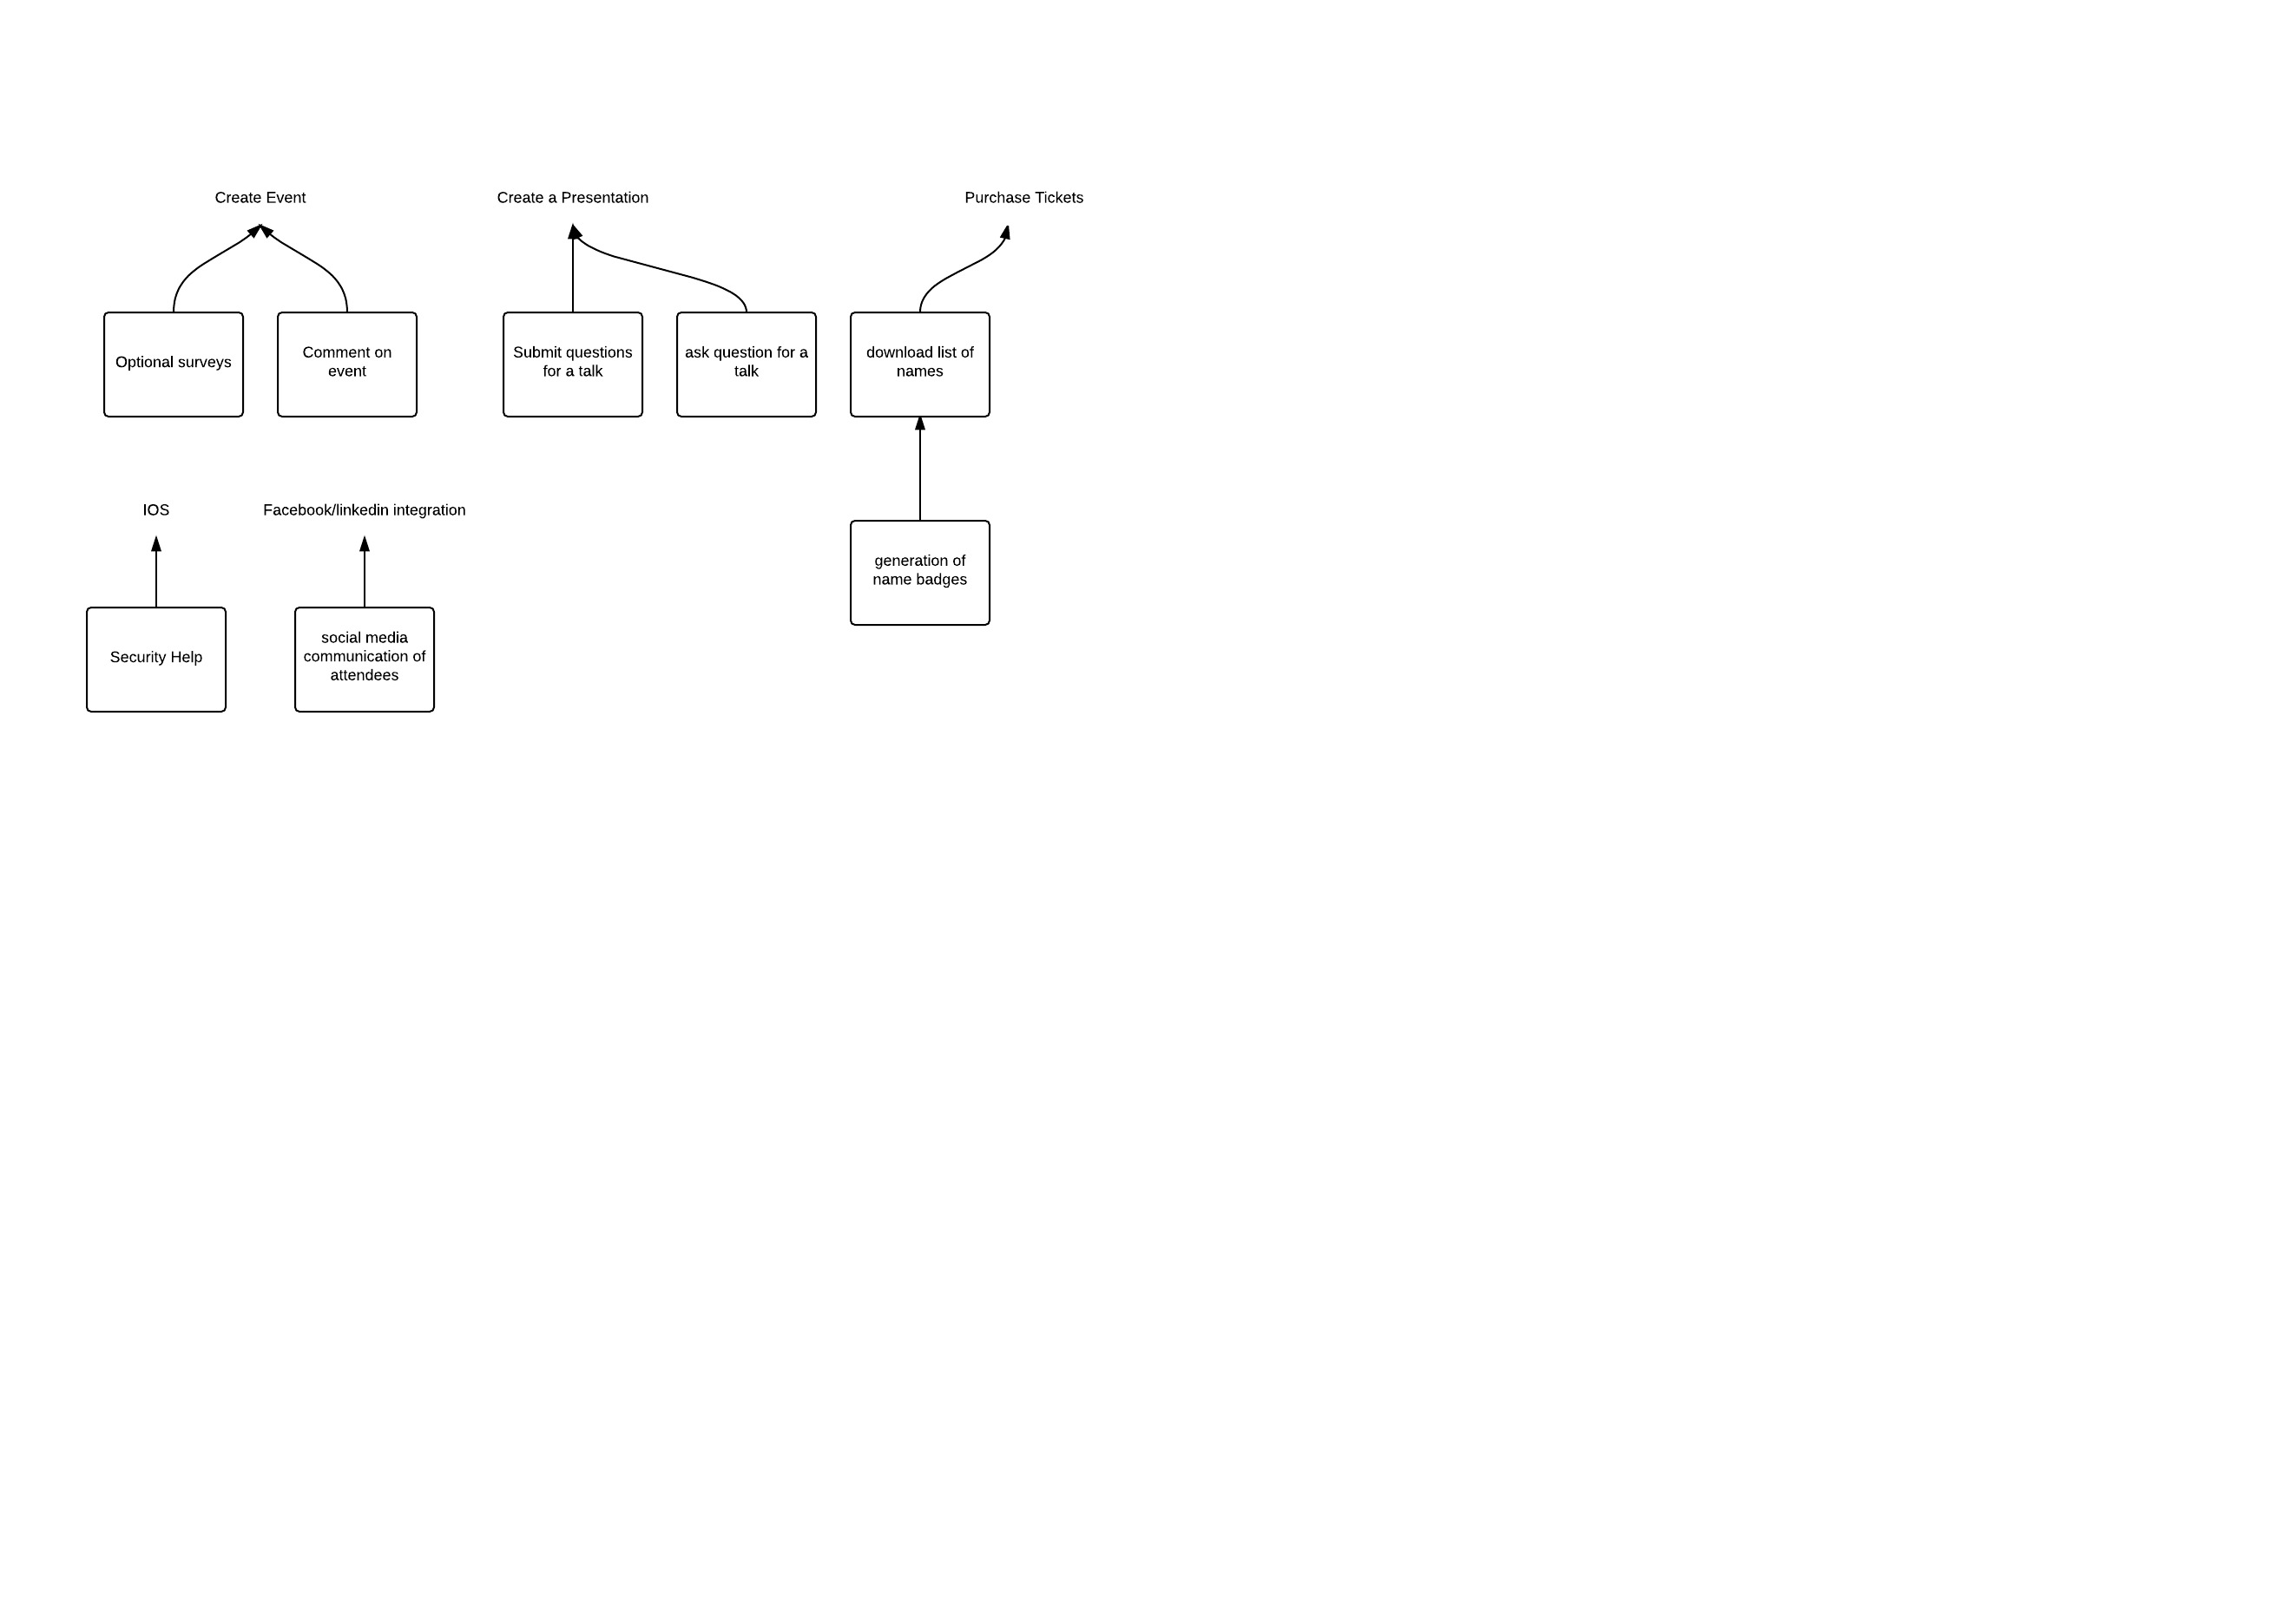 Create Event
Create a Presentation
Purchase Tickets
Optional surveys
Comment on
event
Submit questions
for a talk
ask question for a
talk
download list of
names
IOS
Facebook/linkedin integration
generation of
name badges
Security Help
social media
communication of
attendees